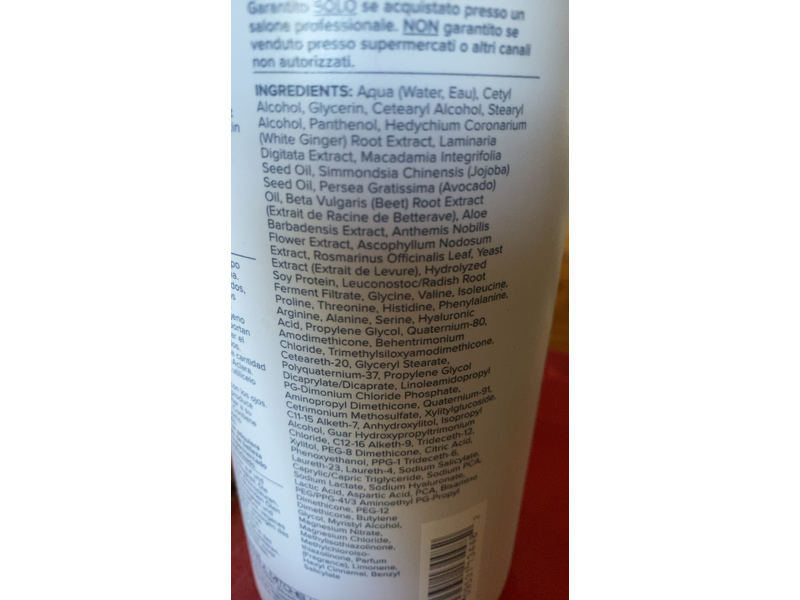 Garantito SOLO se acquistato presso un
salone professionale. NON garantito se
venduto presso supermercati o altri canali
non autorizzati.
INGREDIENTS: Aqua (Water, Eau), Cetyl
Alcohol, Glycerin, Cetearyl Alcohol, Stearyl
Alcohol, Panthenol, Hedychium Coronarium
(White Ginger) Root Extract, Laminaria
Digitata Extract, Macadamia Integrifolia
Seed Oil, Simmondsia Chinensis (Jojoba)
Seed Oil, Persea Gratissima (Avocado)
Oil, Beta Vulgaris (Beet) Root Extract
(Extrait de Racine de Betterave), Aloe
Barbadensis Extract, Anthemis Nobilis
Flower Extract, Ascophyllum Nodosum
Extract, Rosmarinus Officinalis Leaf, Yeast
Extract (Extrait de Levure), Hydrolyzed
Soy Protein, Leuconostoc/Radish Root
Ferment Filtrate, Glycine, Valine, Isoleucine,
Proline, Threonine, Histidine, Phenylalanine,
Arginine, Alanine, Serine, Hyaluronic
Acid, Propylene Glycol, Quaternium-80,
Amodimethicone, Behentrimonium
Chloride, Trimethylsiloxyamodimethicone,
Ceteareth-20, Glyceryl Stearate,
Polyquaternium-37, Propylene Glycol
Dicaprylate/Dicaprate, Linoleamidopropyl
PG-Dimonium Chloride Phosphate,
Aminopropyl Dimethicone, Quaternium-91,
Cetrimonium Methosulfate, Xylitylglucoside,
C11-15 Alketh-7, Anhydroxylitol, Isopropyl
Alcohol, Guar Hydroxypropyltrimonium
Chloride, C12-16 Alketh-9, Trideceth-12,
Xylitol, PEG-8 Dimethicone, Citric Acid,
Phenoxyethanol, PPG-1 Trideceth-6,
Laureth-23, Laureth-4, Sodium Salicylate,
Caprylic/Capric Triglyceride, Sodium PCA,
Sodium Lactate, Sodium Hyaluronate,
Lactic Acid, Aspartic Acid, PCA, Bisamino
PEG/PPG-41/3 Aminoethyl PG-Propyl
Dimethicone, PEG-12
Dimethicone, Butylene
Glycol, Myristyl Alcohol,
Magnesium Nitrate,
Magnesium Chloride,
Methylisothiazolinone,
Methylchloroiso-
thiazolinone, Parfum
(Fragrance), Limonene,
Hexyl Cinnamal, Benzyl
Salicylate